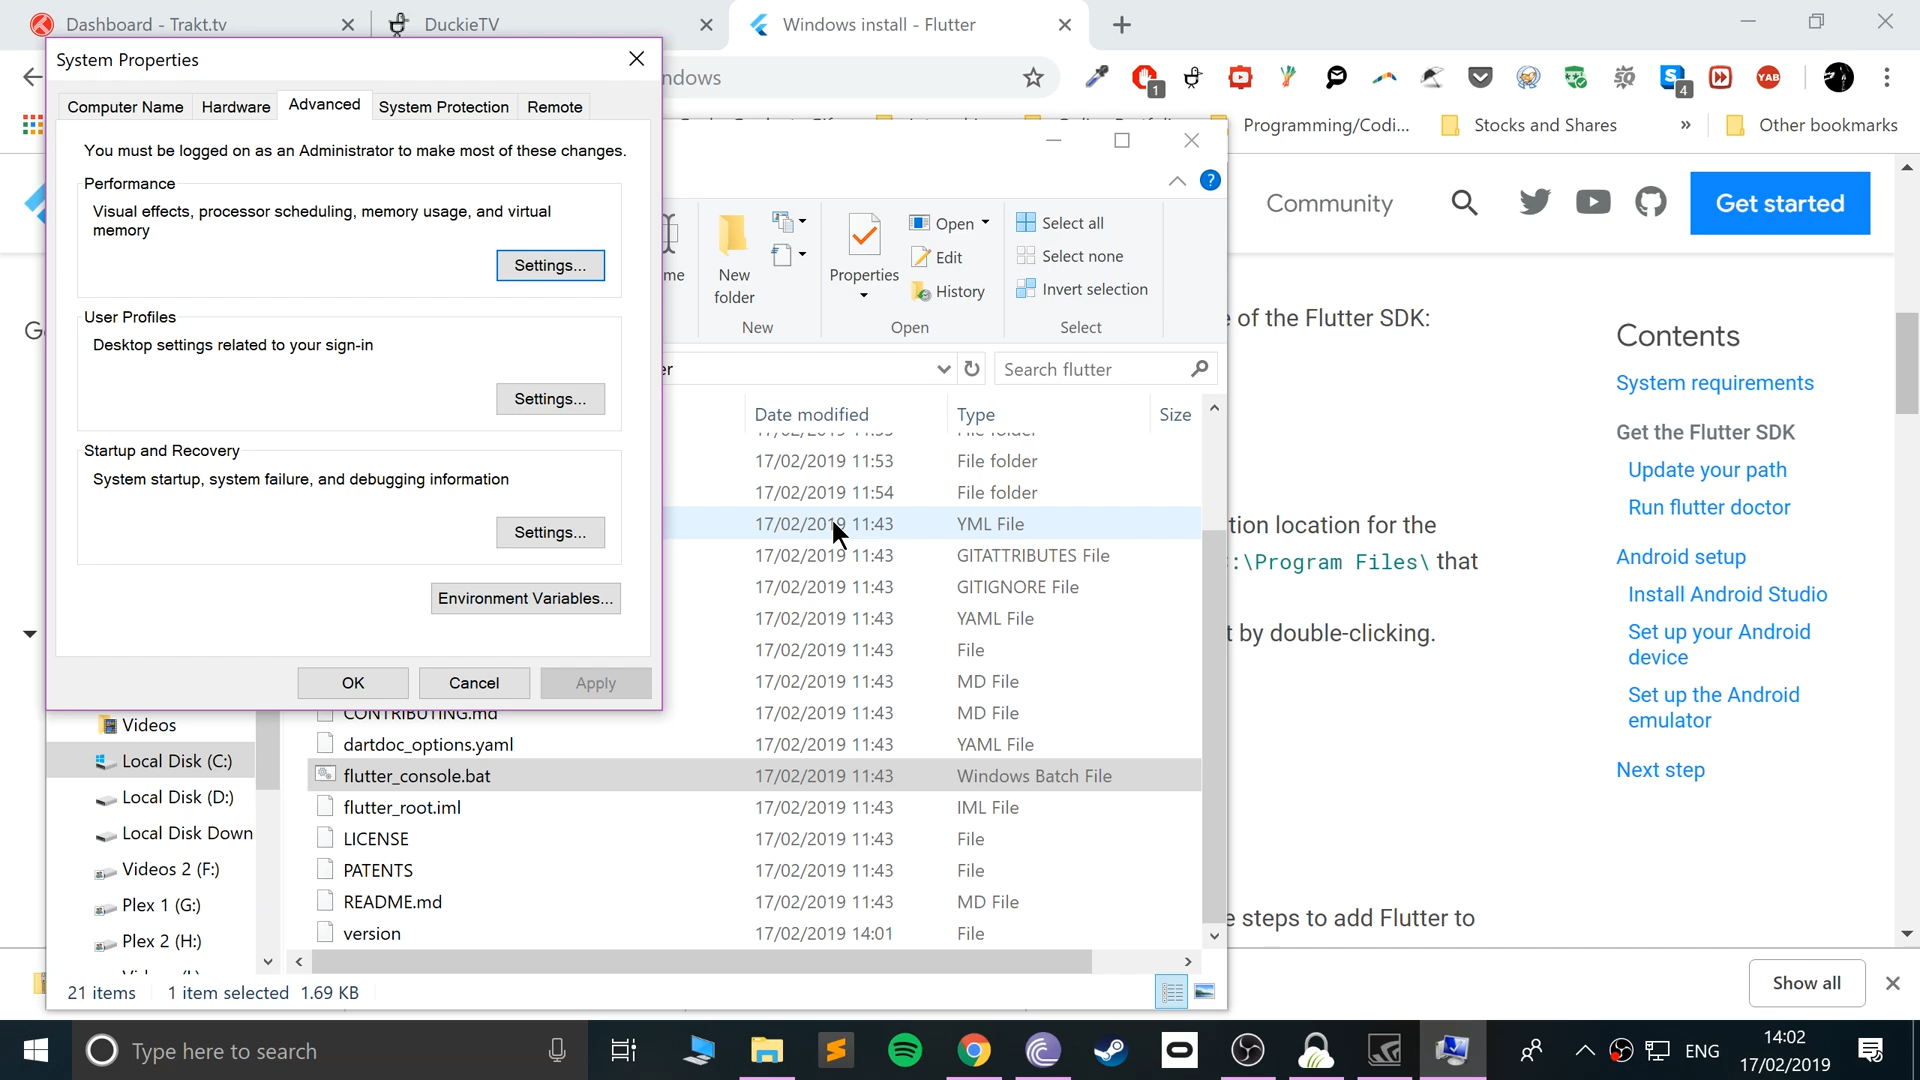 Dashboard - Trakt.tv
DuckieTV
Windows install - Flutter
System Properties
ndows
1
4
YAB
Computer Name
Hardware
Advanced
System Protection
Remote
Programming/Codi...
Stocks and Shares
»
Other bookmarks
You must be logged on as an Administrator to make most of these changes.
Performance
Visual effects, processor scheduling, memory usage, and virtual
memory
Settings...
User Profiles
Desktop settings related to your sign-in
Settings...
Startup and Recovery
System startup, system failure, and debugging information
Settings...
Environment Variables...
OK
Cancel
Apply
me
New
folder
New
Properties
Open
Edit
History
Open
Select all
Select none
Invert selection
Select
er
Search flutter
Date modified
Type
Size
17/02/2019 11:53
File folder
17/02/2019 11:54
File folder
17/02/2019 11:43
YML File
17/02/2019 11:43
GITATTRIBUTES File
17/02/2019 11:43
GITIGNORE File
17/02/2019 11:43
YAML File
17/02/2019 11:43
File
17/02/2019 11:43
MD File
CONTRIBUTING.md
17/02/2019 11:43
MD File
dartdoc_options.yaml
17/02/2019 11:43
YAML File
flutter_console.bat
17/02/2019 11:43
Windows Batch File
flutter_root.iml
17/02/2019 11:43
IML File
LICENSE
17/02/2019 11:43
File
PATENTS
17/02/2019 11:43
File
README.md
17/02/2019 11:43
MD File
version
17/02/2019 14:01
File
Videos
Local Disk (C:)
Local Disk (D:)
Local Disk Down
Videos 2 (F:)
Plex 1 (G:)
Plex 2 (H:)
21 items
1 item selected 1.69 KB
Community
Get started
of the Flutter SDK:
tion location for the
:\Program Files\ that
t by double-clicking.
e steps to add Flutter to
Contents
System requirements
Get the Flutter SDK
Update your path
Run flutter doctor
Android setup
Install Android Studio
Set up your Android
device
Set up the Android
emulator
Next step
Show all
Type here to search
ENG
14:02
17/02/2019